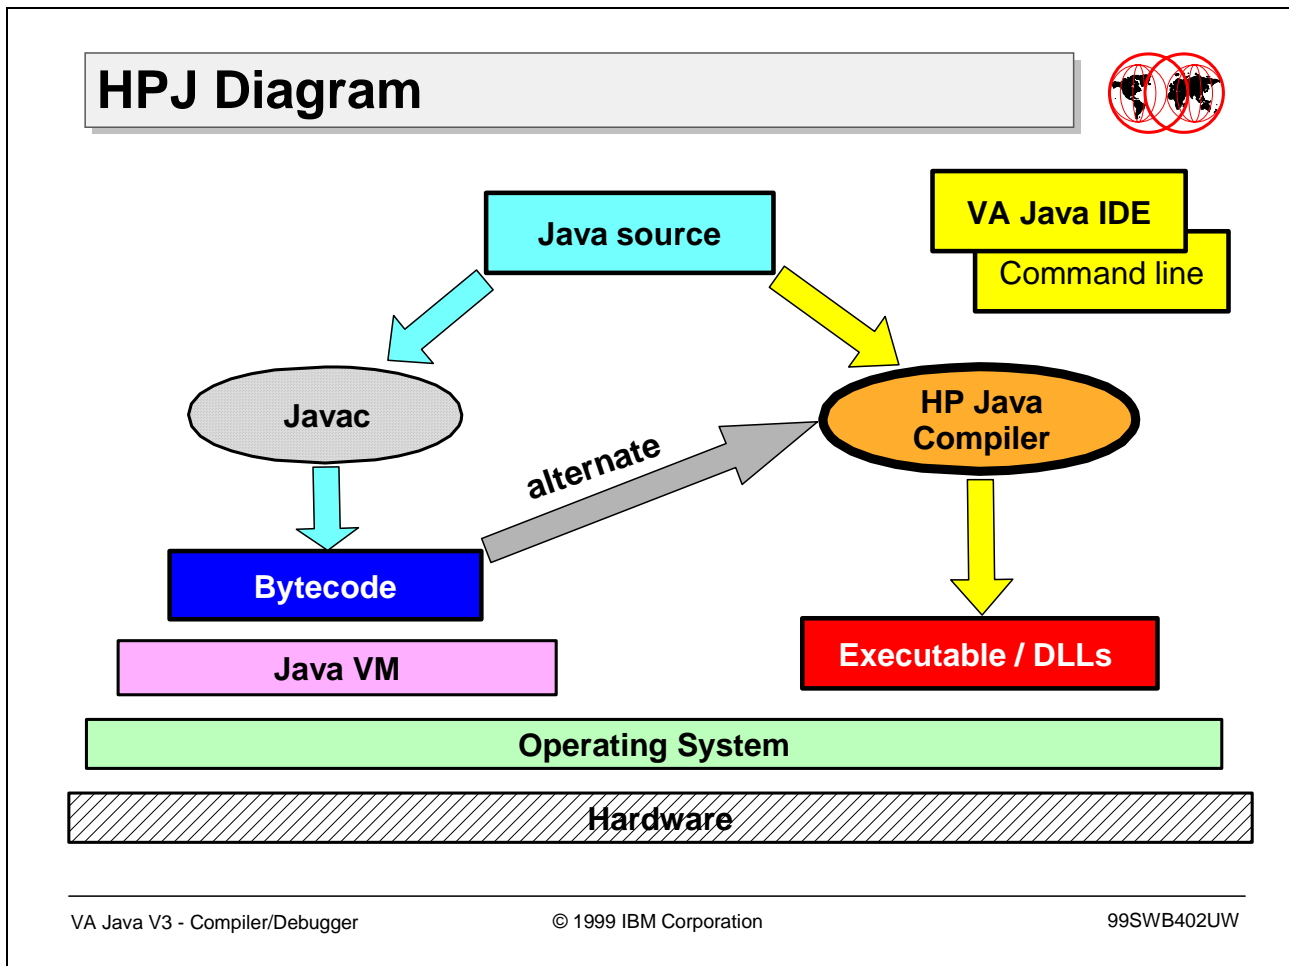 HPJ Diagram
Java source
VA Java IDE
Command line
Javac
HP Java
Compiler
alternate
Bytecode
Java VM
Executable / DLLs
Operating System
Hardware
VA Java V3 - Compiler/Debugger
© 1999 IBM Corporation
99SWB402UW